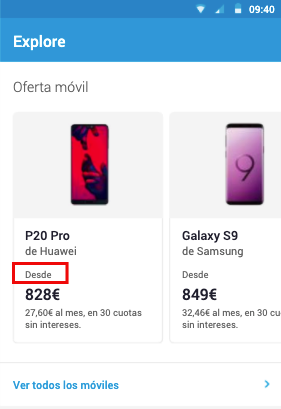 09:40
Explore
Oferta móvil
9
P20 Pro
de Huawei
Desde
828€
27,60€ al mes, en 30 cuotas
sin intereses.
Galaxy S9
de Samsung
Desde
849€
32,46€ al mes, en 30 cuo
sin intereses.
Ver todos los móviles